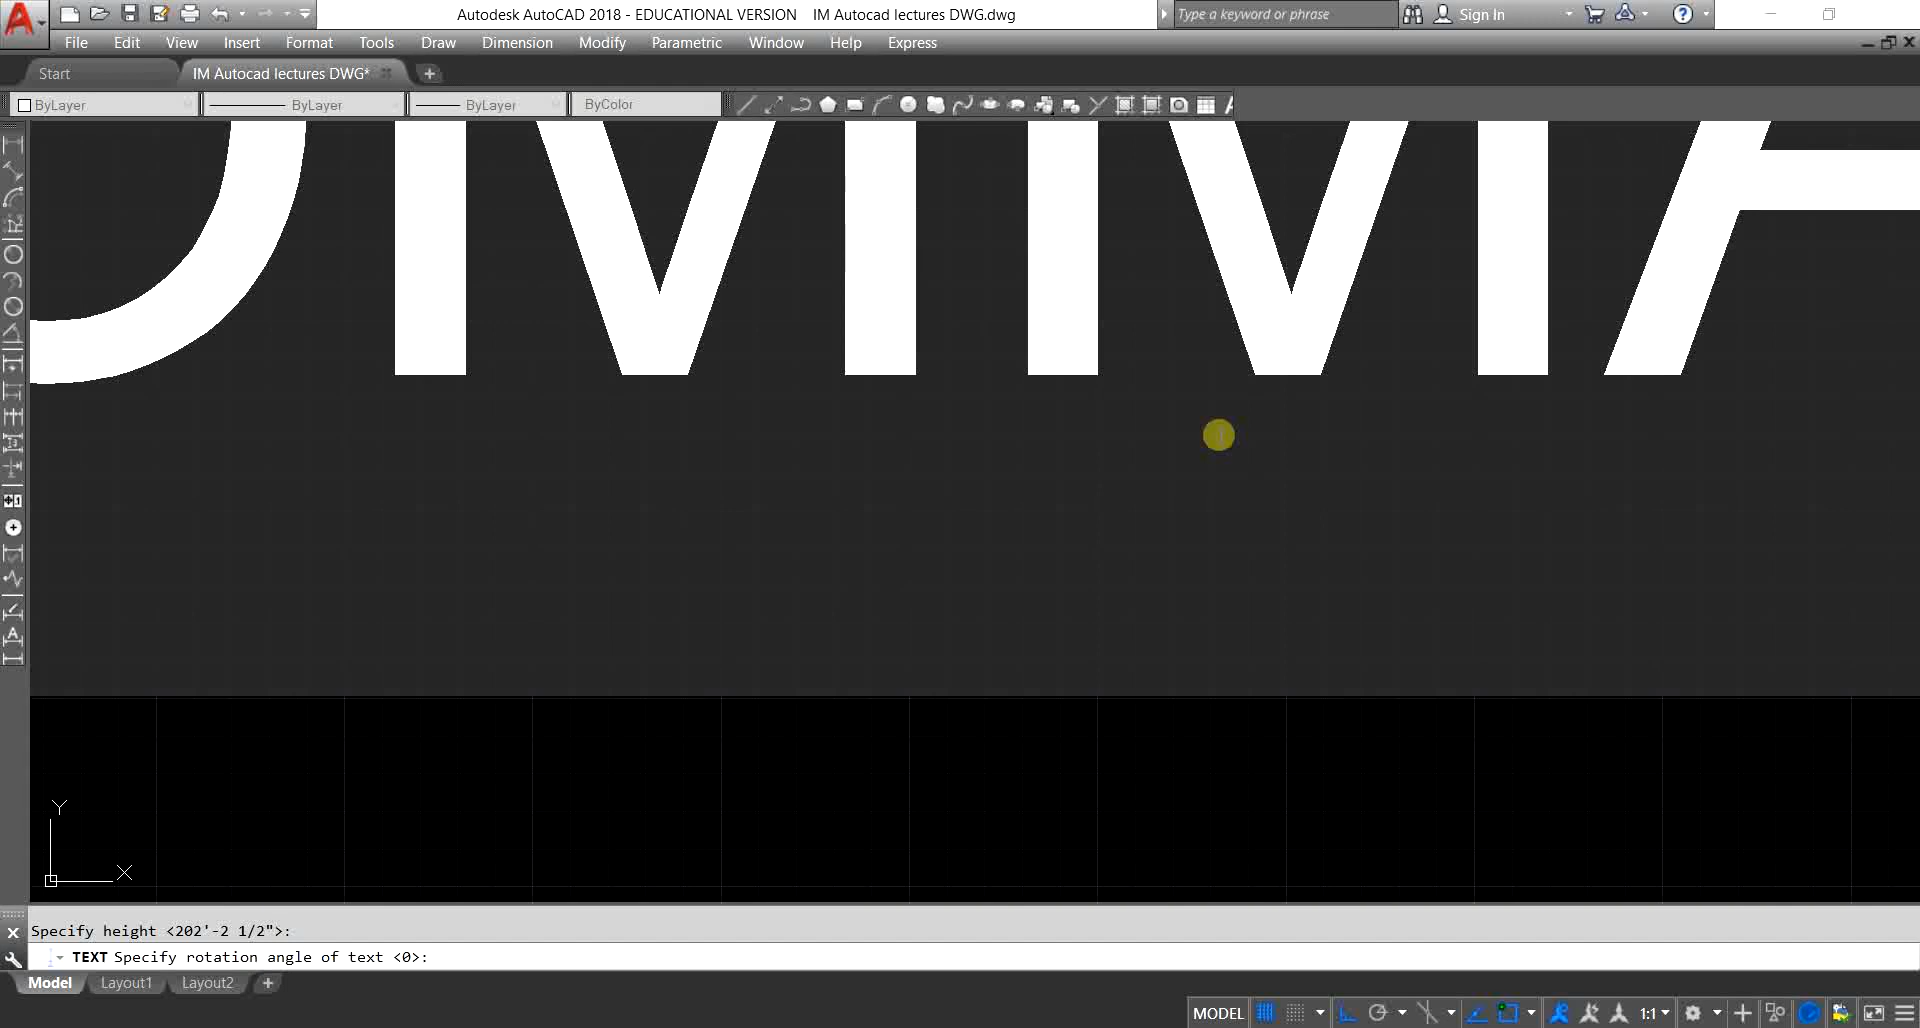 Autodesk AutoCAD 2018 - EDUCATIONAL VERSION IM Autocad lectures DWG.dwg
Type a keyword or phrase
Sign In
File Edit View Insert Format Tools Draw Dimension Modify Parametric Window Help Express
Start IM Autocad lectures DWG*
ByLayer ByLayer ByLayer ByColor
Y
X
Specify height <202'-2 1/2">:
TEXT Specify rotation angle of text <0>:
Model Layout1 Layout2
MODEL 1:1